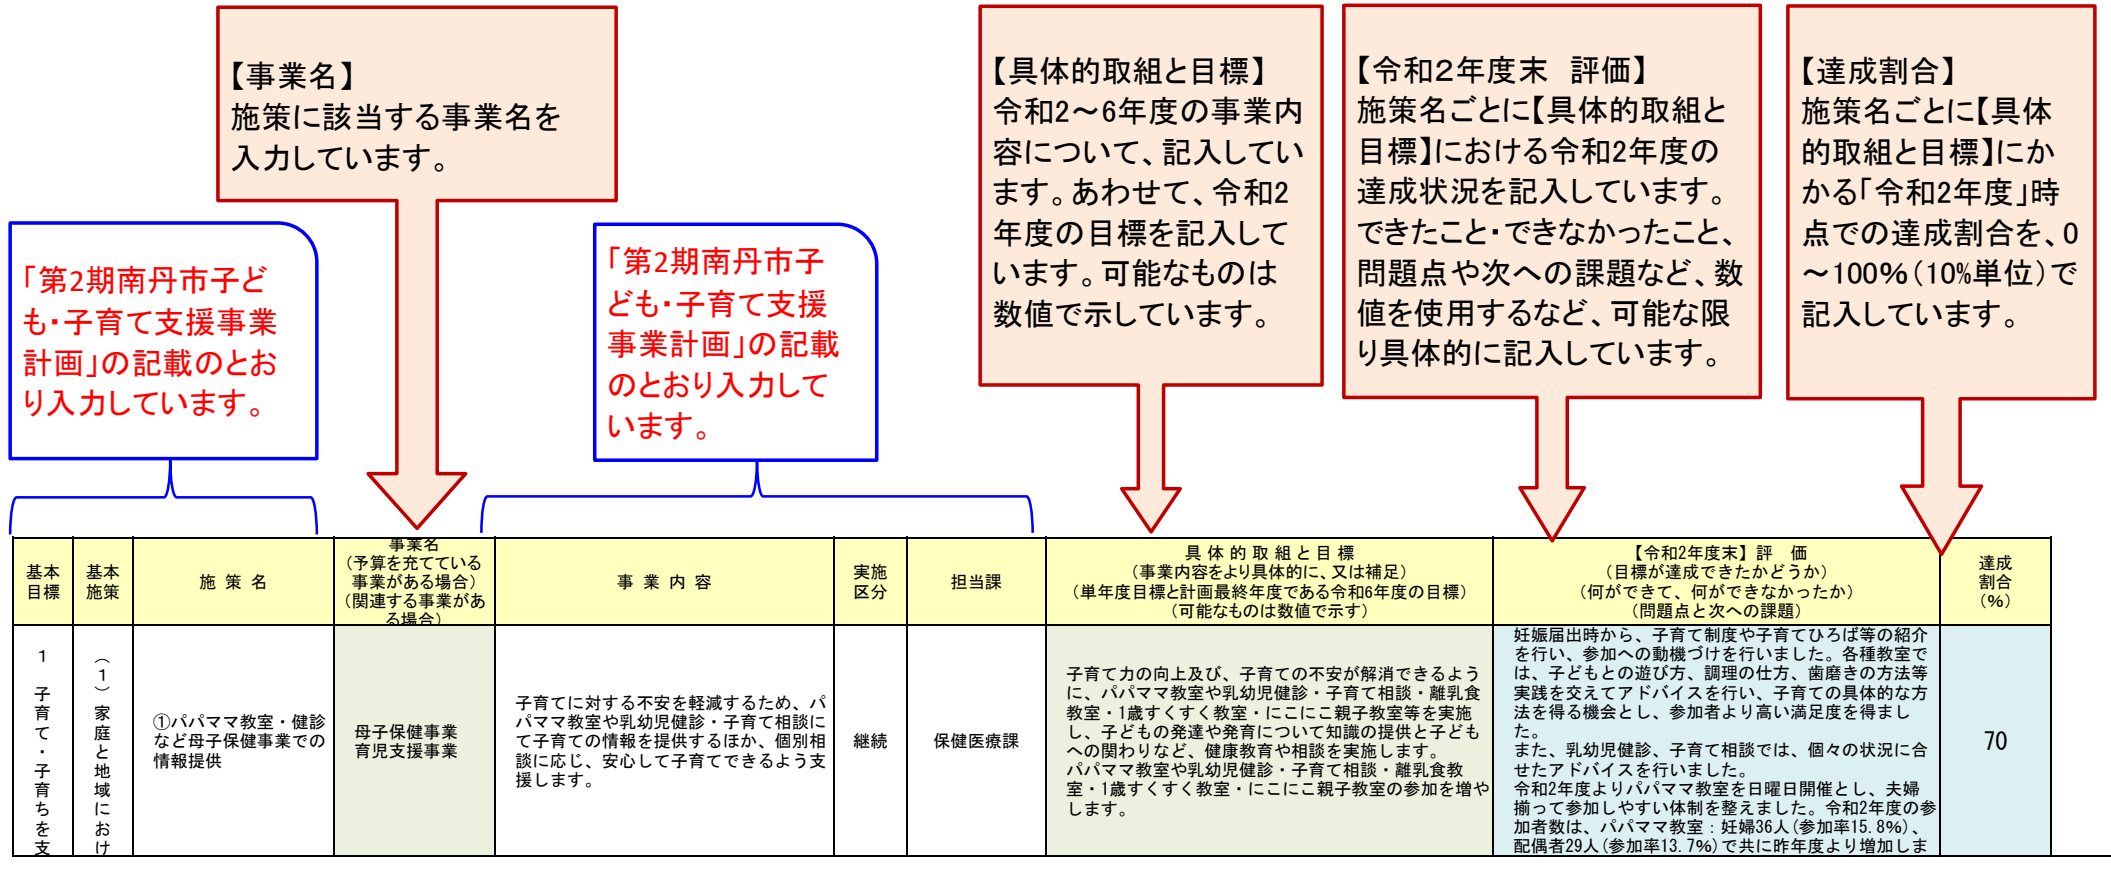 【事業名】
施策に該当する事業名を
入力しています。
【具体的取組と目標】
令和2～6年度の事業内
容について、記入してい
ます。あわせて、令和2
年度の目標を記入して
います。可能なものは
数値で示しています。
【令和２年度末　評価】
施策名ごとに【具体的取組と
目標】における令和2年度の
達成状況を記入しています。
できたこと・できなかったこと、
問題点や次への課題など、数
値を使用するなど、可能な限
り具体的に記入しています。
【達成割合】
施策名ごとに【具体
的取組と目標】にか
かる「令和2年度」時
点での達成割合を、0
～100％（10％単位）で
記入しています。
「第2期南丹市子ど
も・子育て支援事業
計画」の記載のとお
り入力しています。
「第2期南丹市子
ども・子育て支援
事業計画」の記載
のとおり入力して
います。
基本
目標
基本
施策
施 策 名
事業名
（予算を充てている
事業がある場合）
（関連する事業があ
る場合）
事 業 内 容
実施
区分
担当課
具 体 的 取 組 と 目 標
（事業内容をより具体的に、又は補足）
（単年度目標と計画最終年度である令和6年度の目標）
（可能なものは数値で示す）
【令和2年度末】評　価
（目標が達成できたかどうか）
（何ができて、何ができなかったか）
（問題点と次への課題）
達成
割合
（％）
1 子育て・子育ちを支
（1）家庭と地域におけ
①パパママ教室・健診
など母子保健事業での
情報提供
母子保健事業
育児支援事業
子育てに対する不安を軽減するため、パ
パママ教室や乳幼児健診・子育て相談に
て子育ての情報を提供するほか、個別相
談に応じ、安心して子育てできるよう支
援します。
継続
保健医療課
子育て力の向上及び、子育ての不安が解消できるよう
に、パパママ教室や乳幼児健診・子育て相談・離乳食
教室・1歳すくすく教室・にこにこ親子教室等を実施
し、子どもの発達や発育について知識の提供と子ども
への関わりなど、健康教育や相談を実施します。
パパママ教室や乳幼児健診・子育て相談・離乳食教
室・1歳すくすく教室・にこにこ親子教室の参加を増や
します。
妊娠届出時から、子育て制度や子育てひろば等の紹介
を行い、参加への動機づけを行いました。各種教室で
は、子どもとの遊び方、調理の仕方、歯磨きの方法等
実践を交えてアドバイスを行い、子育ての具体的な方
法を得る機会とし、参加者より高い満足度を得まし
た。
また、乳幼児健診、子育て相談では、個々の状況に合
せたアドバイスを行いました。
令和2年度よりパパママ教室を日曜日開催とし、夫婦
揃って参加しやすい体制を整えました。令和2年度の参
加者数は、パパママ教室：妊婦36人(参加率15.8%)、
配偶者29人(参加率13.7%)で共に昨年度より増加しま
70